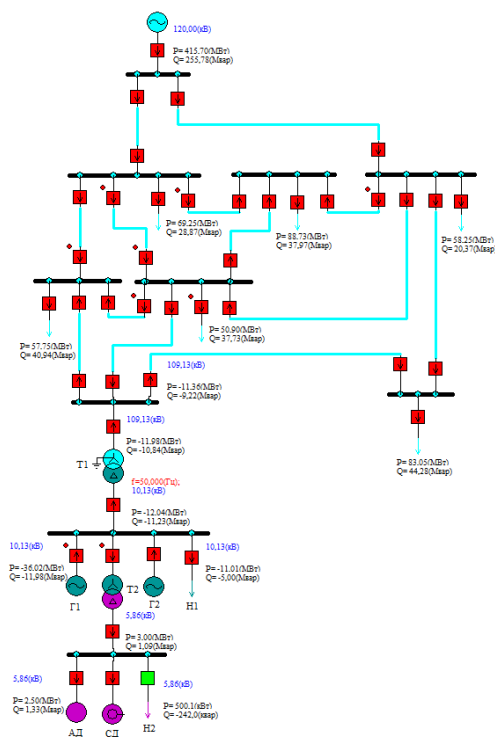 120,00(кВ)
P= 415.70(МВт)
Q= 255,78(Мвар)
P= 69.25(МВт)
Q= 28,87(Мвар)
P= 88.73(МВт)
Q= 37,97(Мвар)
P= 58.25(МВт)
Q= 20,37(Мвар)
P= 57.75(МВт)
Q= 40,94(Мвар)
P= 50.90(МВт)
Q= 37,73(Мвар)
109,13(кВ)
P= -11.36(МВт)
Q= -9,22(Мвар)
109,13(кВ)
P= -11.98(МВт)
Q= -10,84(Мвар)
T1
P= 83.05(МВт)
Q= 44,28(Мвар)
f=50,000(Гц);
10,13(кВ)
P= -12.04(МВт)
Q= -11,23(Мвар)
10,13(кВ)
10,13(кВ)
P= -36.02(МВт)
Q= -11,98(Мвар)
P= -11.01(МВт)
Q= -5,00(Мвар)
Г1
T2
Г2
Н1
5,86(кВ)
P= 3.00(МВт)
Q= 1,09(Мвар)
5,86(кВ)
5,86(кВ)
P= 2.50(МВт)
Q= 1,33(Мвар)
P= 500.1(кВт)
Q= -242,0(квар)
АД
СД
Н2